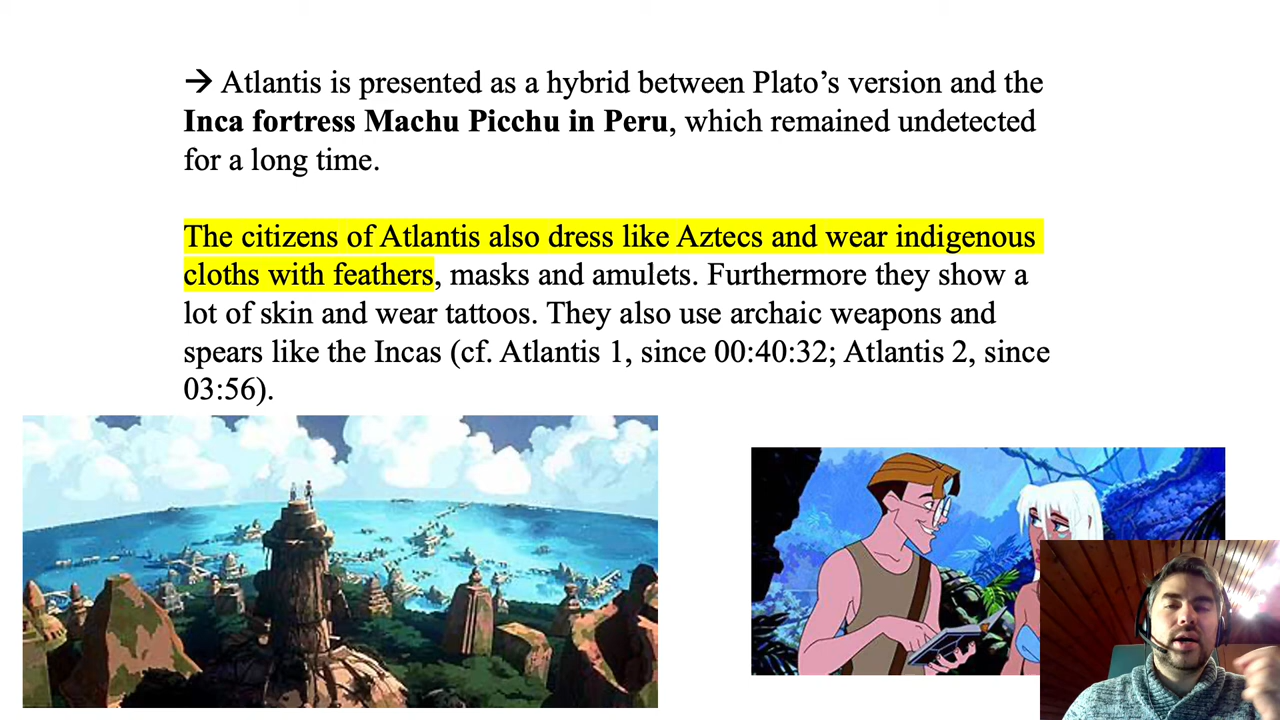 → Atlantis is presented as a hybrid between Plato’s version and the
Inca fortress Machu Picchu in Peru, which remained undetected
for a long time.
The citizens of Atlantis also dress like Aztecs and wear indigenous
cloths with feathers, masks and amulets. Furthermore they show a
lot of skin and wear tattoos. They also use archaic weapons and
spears like the Incas (cf. Atlantis 1, since 00:40:32; Atlantis 2, since
03:56).